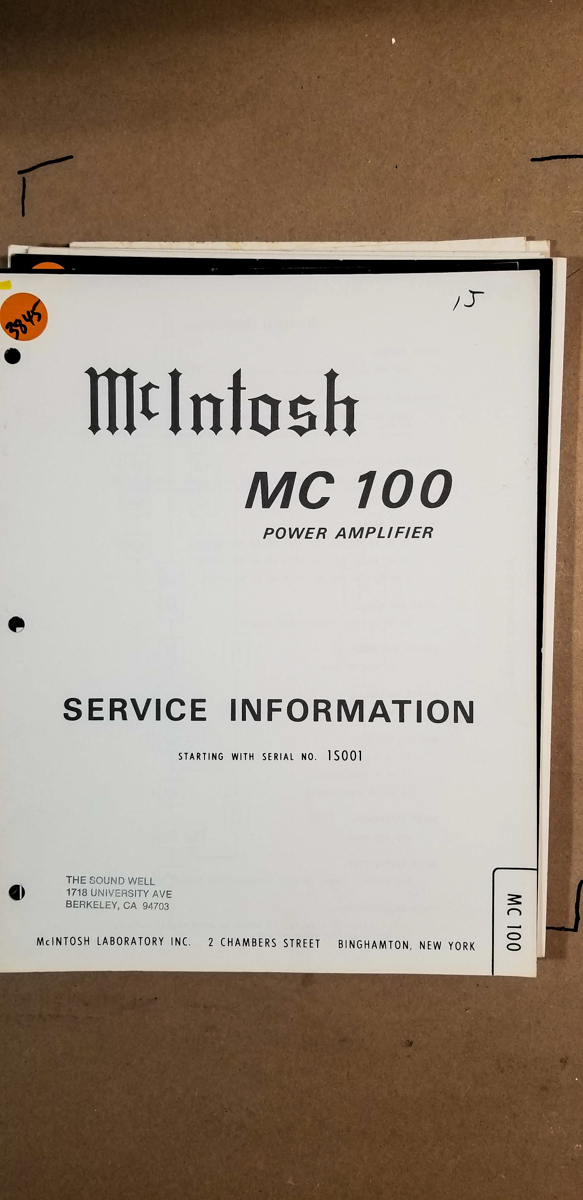 15
3845
McIntosh
MC 100
POWER AMPLIFIER
SERVICE INFORMATION
STARTING WITH SERIAL NO. 1S001
THE SOUND WELL
1718 UNIVERSITY AVE
BERKELEY, CA 94703
McINTOSH LABORATORY INC. 2 CHAMBERS STREET BINGHAMTON, NEW YORK
MC 100